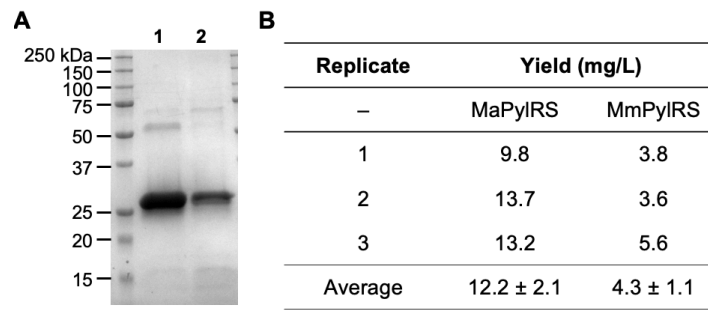 A
1 2
250 kDa
150
100
75
50
37
25
20
15
B
Replicate Yield (mg/L)
– MaPylRS MmPylRS
1 9.8 3.8
2 13.7 3.6
3 13.2 5.6
Average 12.2 ± 2.1 4.3 ± 1.1